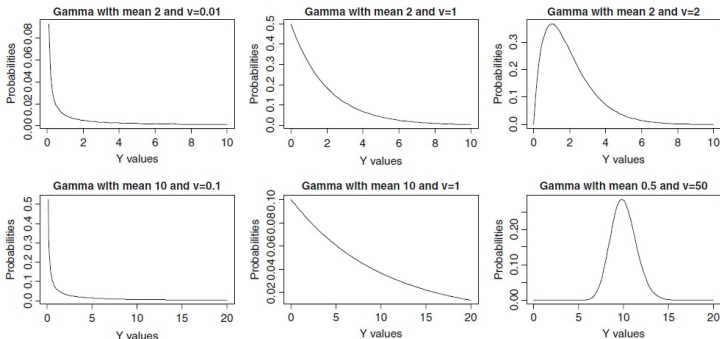 Gamma with mean 2 and v=0.01
Probabilities
0.00 0.02 0.04 0.06 0.08
0 2 4 6 8 10
Y values
Gamma with mean 2 and v=1
Probabilities
0.0 0.1 0.2 0.3 0.4 0.5
0 2 4 6 8 10
Y values
Gamma with mean 2 and v=2
Probabilities
0.0 0.1 0.2 0.3
0 2 4 6 8 10
Y values
Gamma with mean 10 and v=0.1
Probabilities
0.0 0.1 0.2 0.3 0.4 0.5
0 5 10 15 20
Y values
Gamma with mean 10 and v=1
Probabilities
0.02 0.04 0.06 0.08 0.10
0 5 10 15 20
Y values
Gamma with mean 0.5 and v=50
Probabilities
0.00 0.10 0.20
0 5 10 15 20
Y values